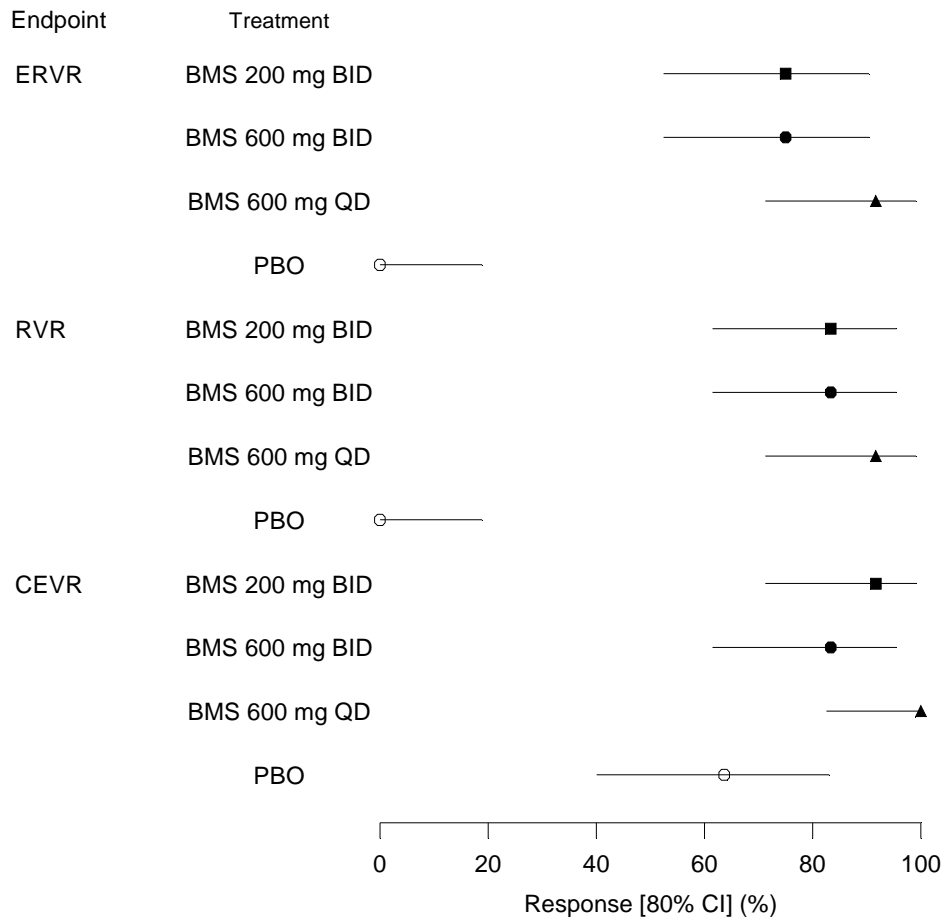 Endpoint Treatment
ERVR BMS 200 mg BID
BMS 600 mg BID
BMS 600 mg QD
PBO
RVR BMS 200 mg BID
BMS 600 mg BID
BMS 600 mg QD
PBO
CEVR BMS 200 mg BID
BMS 600 mg BID
BMS 600 mg QD
PBO
0 20 40 60 80 100
Response [80% CI] (%)